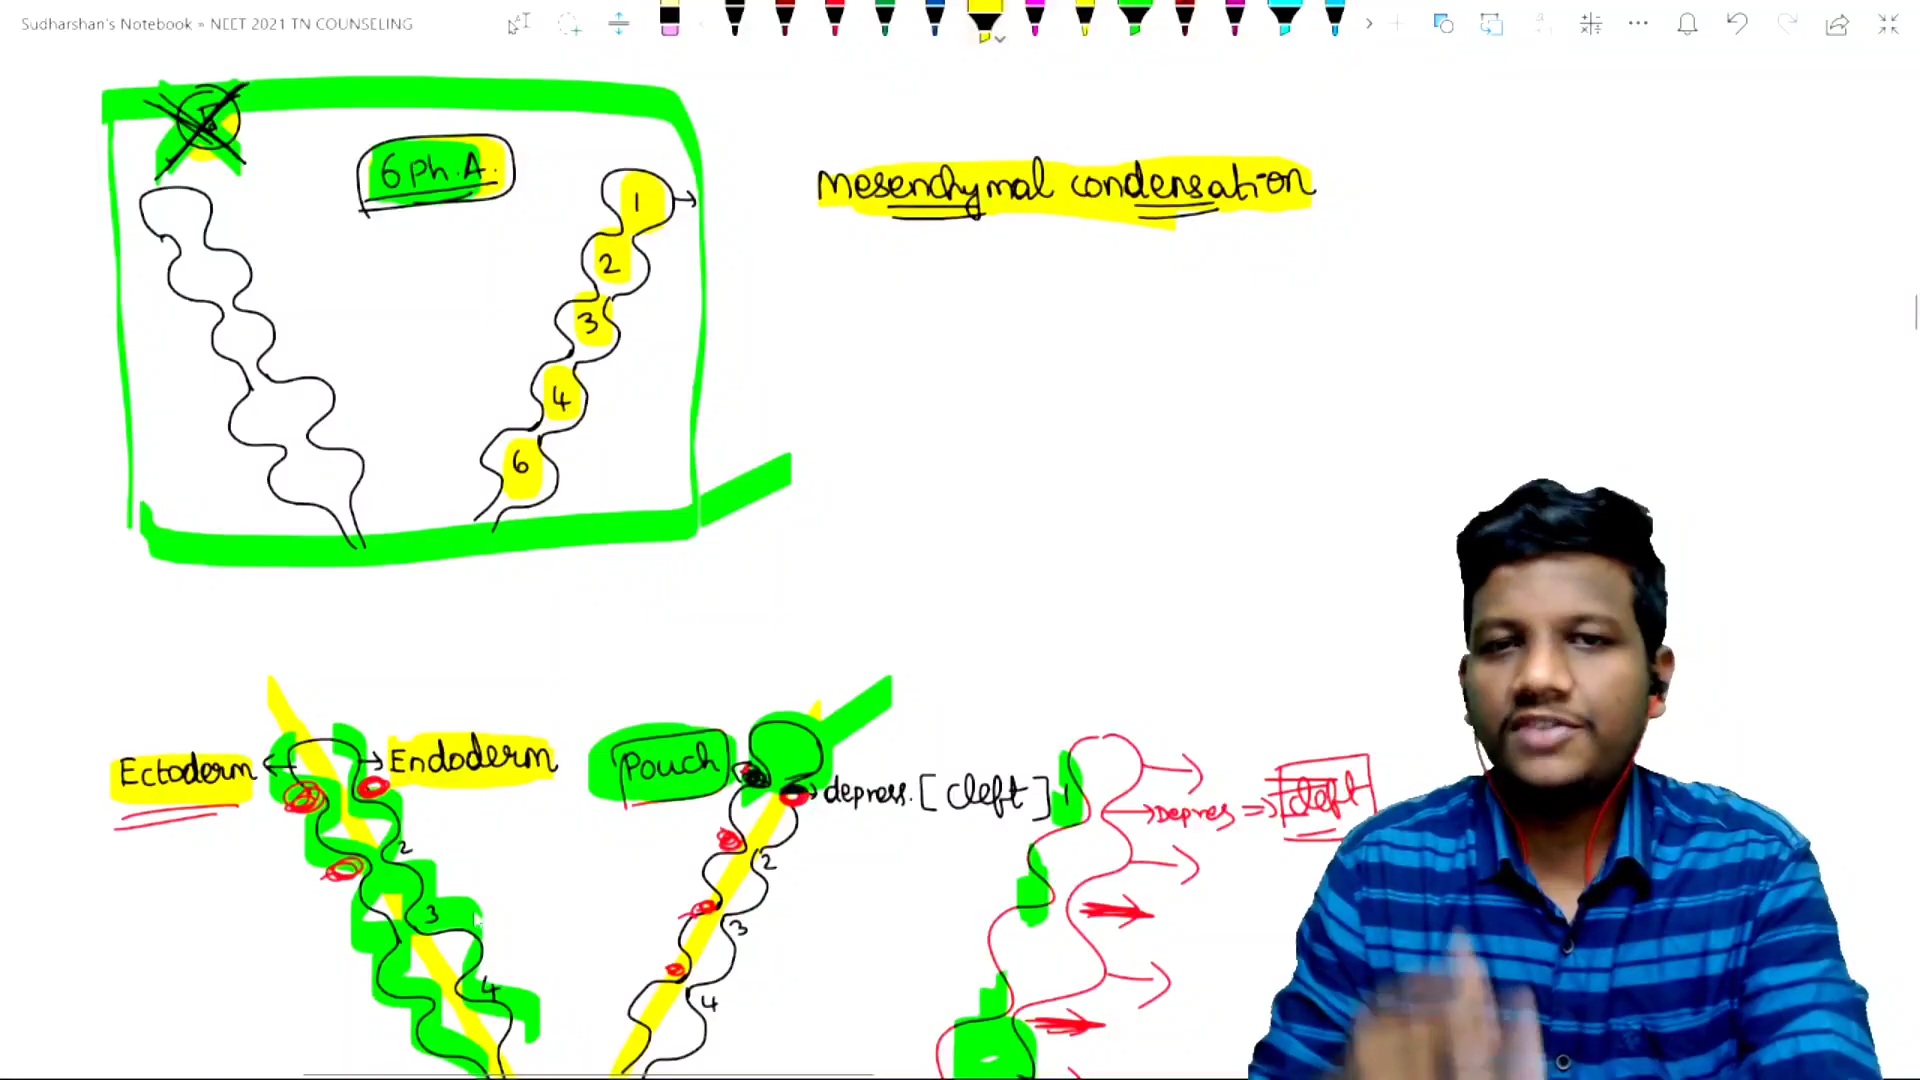 Sudharshan's Notebook » NEET 2021 TN COUNSELING
5
6 Ph.A.
1
2
3
4
6
Mesenchymal condensation
Ectoderm
Endoderm
2
3
4
Pouch
depress. [cleft]
2
3
4
1
Depres => cleft